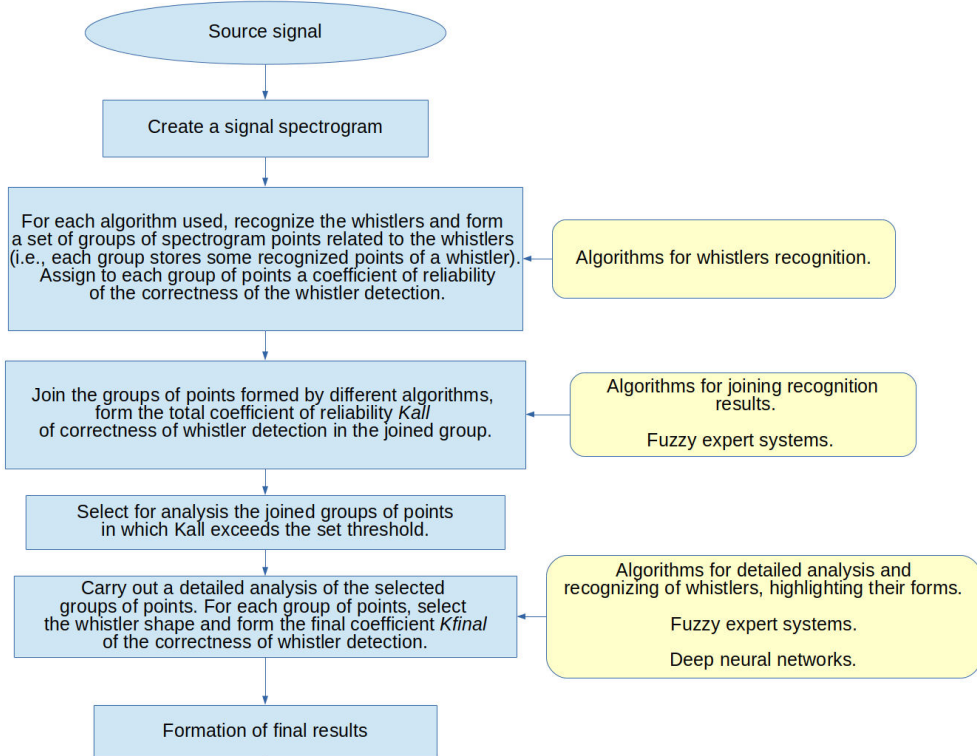 Source signal
Create a signal spectrogram
For each algorithm used, recognize the whistlers and form
a set of groups of spectrogram points related to the whistlers
(i.e., each group stores some recognized points of a whistler).
Assign to each group of points a coefficient of reliability
of the correctness of the whistler detection.
Algorithms for whistlers recognition.
Join the groups of points formed by different algorithms,
form the total coefficient of reliability Kall
of correctness of whistler detection in the joined group.
Algorithms for joining recognition
results.
Fuzzy expert systems.
Select for analysis the joined groups of points
in which Kall exceeds the set threshold.
Carry out a detailed analysis of the selected
groups of points. For each group of points, select
the whistler shape and form the final coefficient Kfinal
of the correctness of whistler detection.
Algorithms for detailed analysis and
recognizing of whistlers, highlighting their forms.
Fuzzy expert systems.
Deep neural networks.
Formation of final results